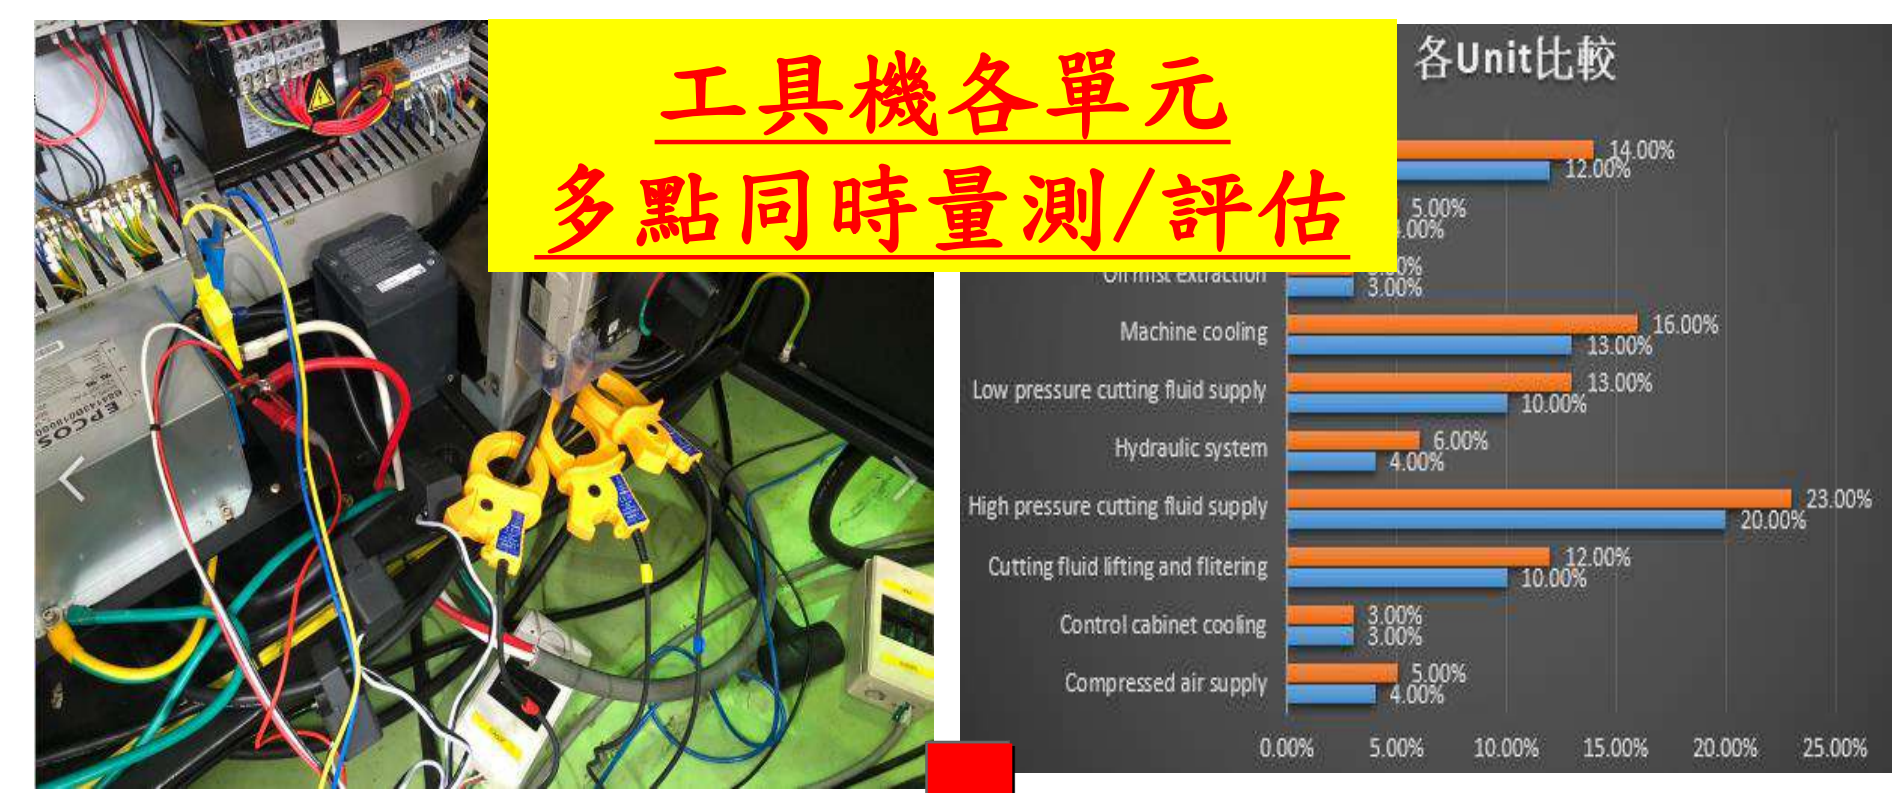 工具機各單元
多點同時量測/評估
各Unit比較
14.00%
12.00%
5.00%
.00%
Oil mist extraction
3.00%
Machine cooling
16.00%
13.00%
Low pressure cutting fluid supply
13.00%
10.00%
Hydraulic system
6.00%
4.00%
High pressure cutting fluid supply
23.00%
20.00%
Cutting fluid lifting and flitering
12.00%
10.00%
Control cabinet cooling
3.00%
3.00%
Compressed air supply
5.00%
4.00%
0.00% 5.00% 10.00% 15.00% 20.00% 25.00%
EPCOS